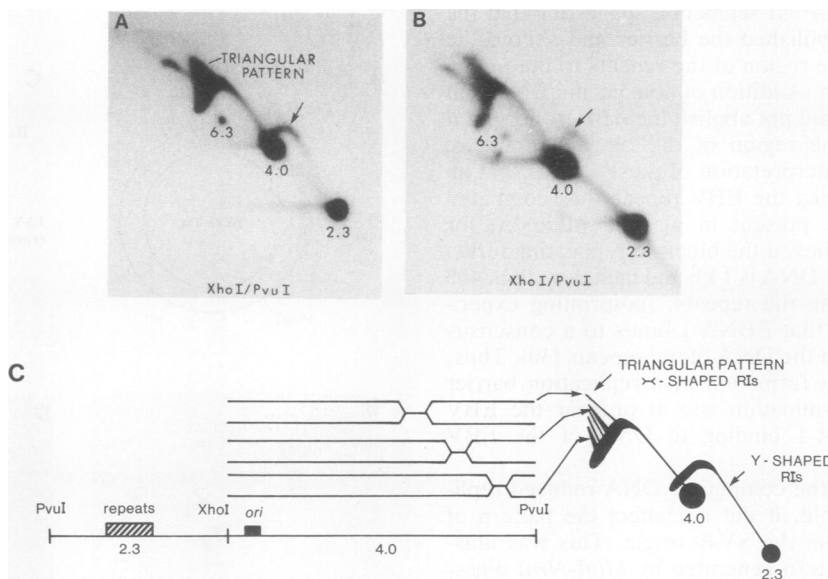 A
TRIANGULAR
PATTERN
6.3
4.0
2.3
XhoI/PvuI
B
6.3
4.0
2.3
XhoI/PvuI
C
TRIANGULAR PATTERN
>-< - SHAPED RIs
Y - SHAPED
RIs
4.0
2.3
PvuI
repeats
XhoI
ori
PvuI
2.3
4.0